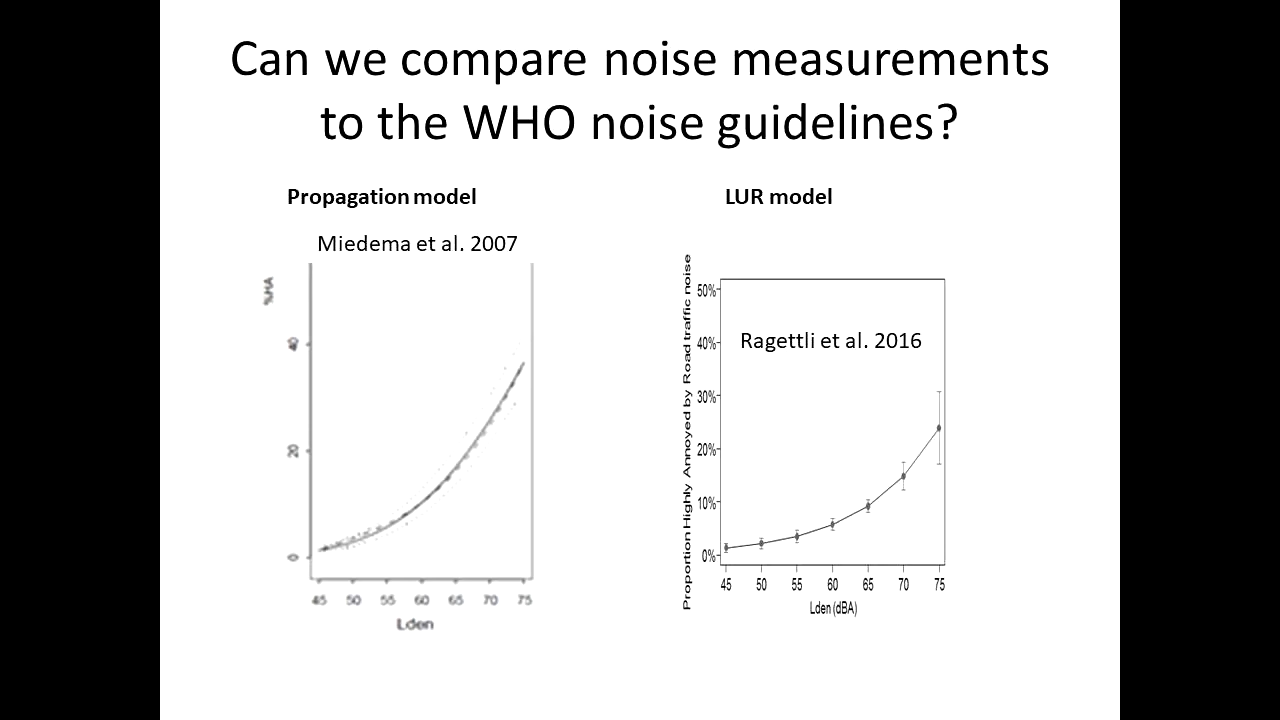 Can we compare noise measurements
to the WHO noise guidelines?
Propagation model
Miedema et al. 2007
%HA
40
20
0
45 50 55 60 65 70 75
Lden
LUR model
Ragettli et al. 2016
Proportion Highly Annoyed by Road traffic noise
50%
40%
30%
20%
10%
0%
45 50 55 60 65 70 75
Lden (dBA)